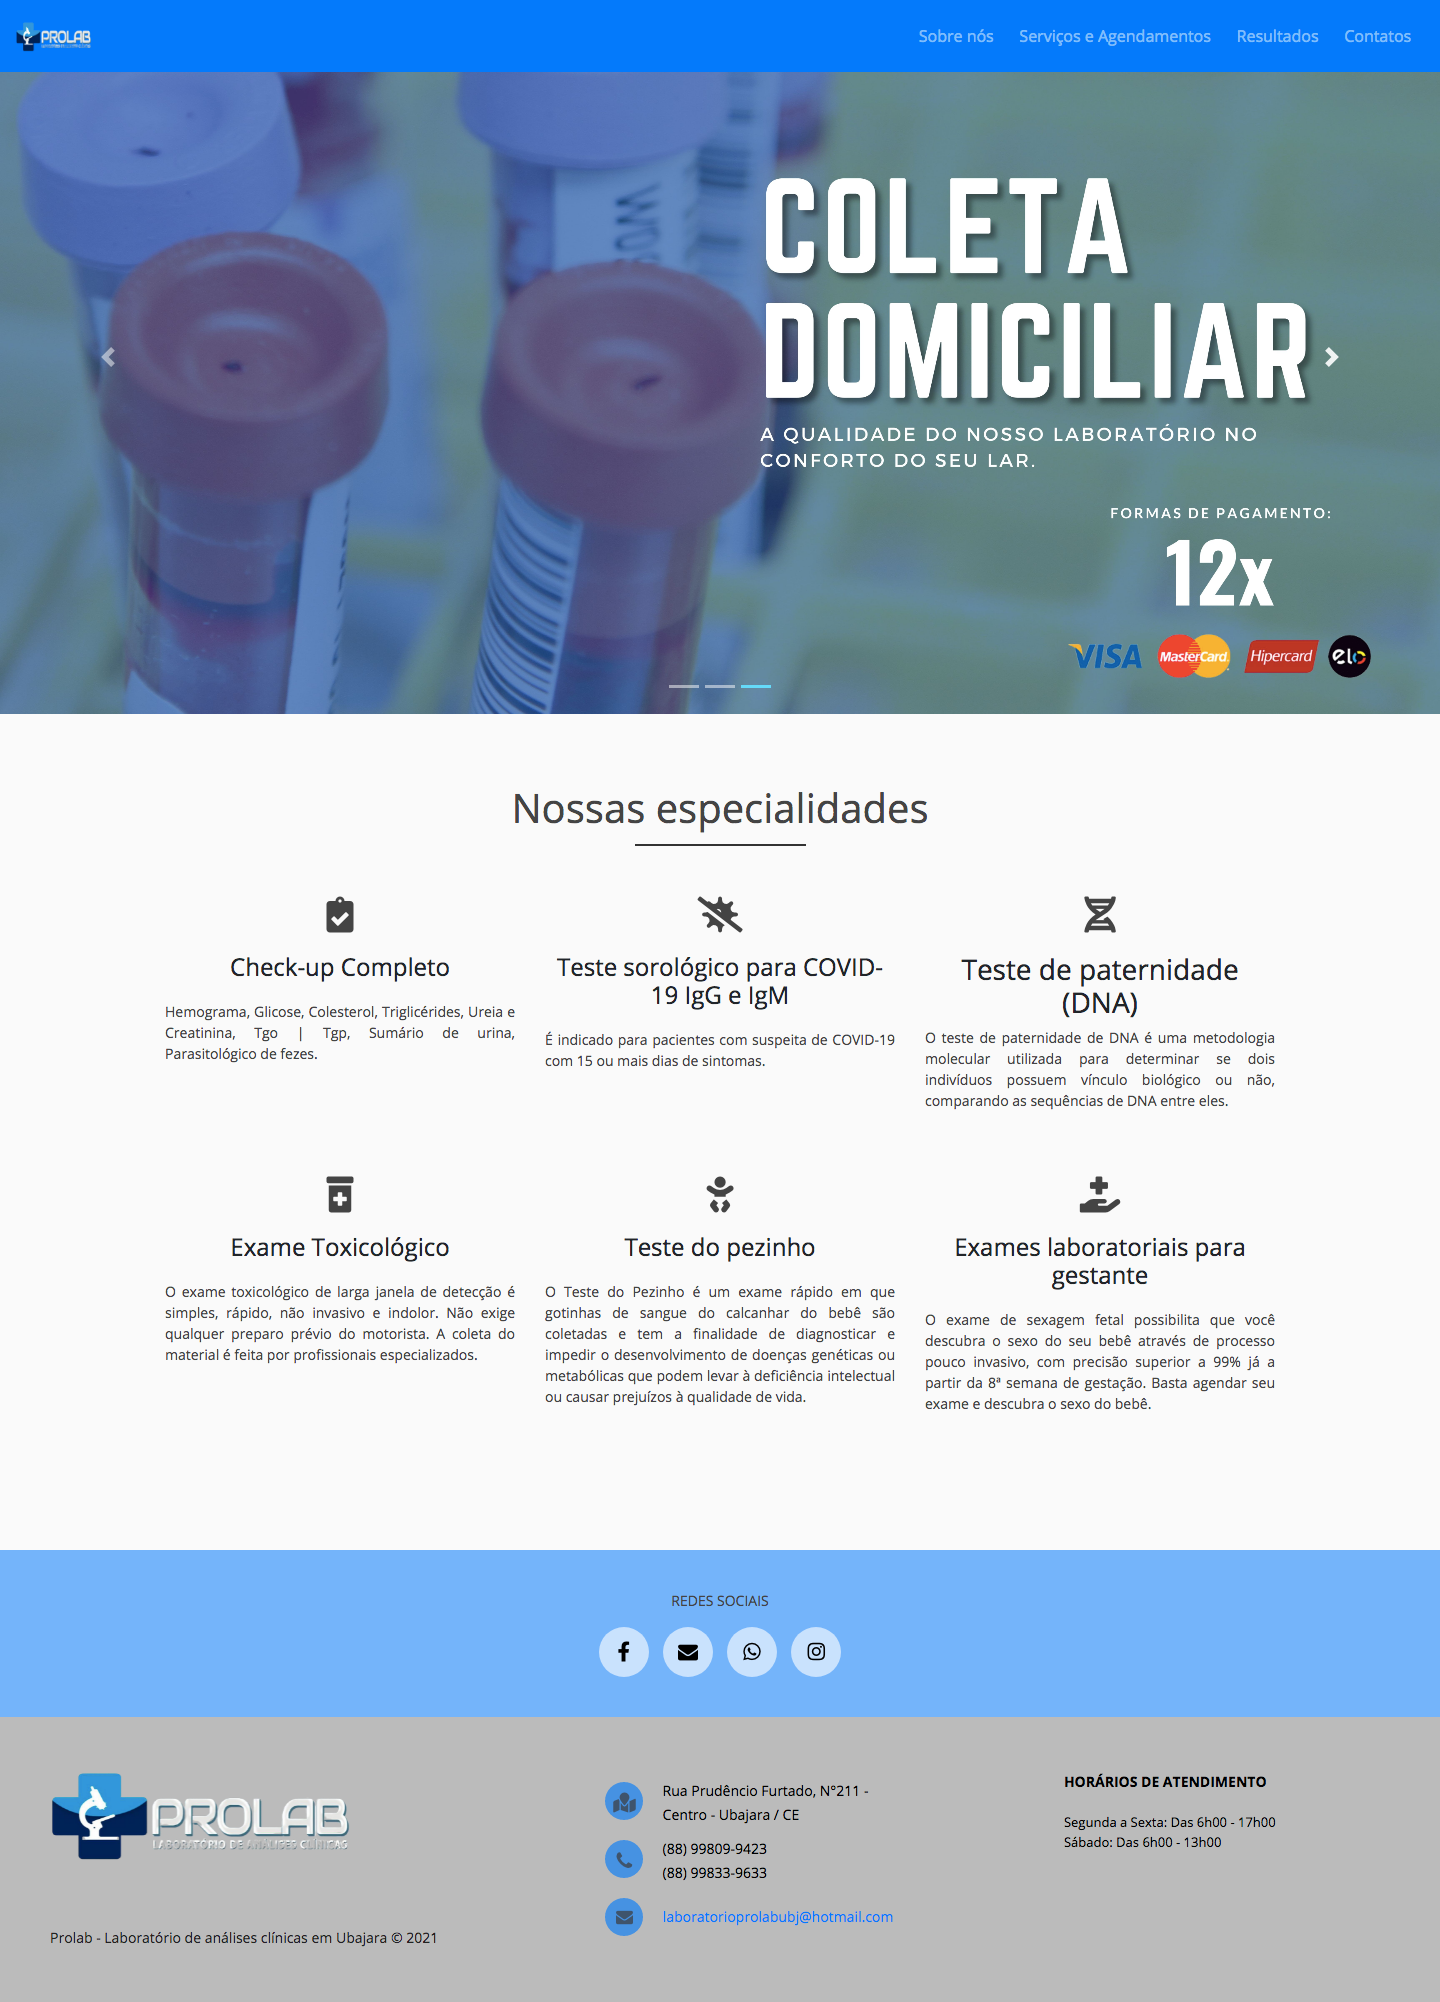 PROLAB
Sobre nós
Serviços e Agendamentos
Resultados
Contatos
COLETA
DOMICILIAR
A QUALIDADE DO NOSSO LABORATÓRIO NO
CONFORTO DO SEU LAR.
FORMAS DE PAGAMENTO:
12x
VISA
MasterCard
Hipercard
elo
Nossas especialidades
Check-up Completo
Hemograma, Glicose, Colesterol, Triglicérides, Ureia e
Creatinina, Tgo | Tgp, Sumário de urina,
Parasitológico de fezes.
Teste sorológico para COVID-
19 IgG e IgM
É indicado para pacientes com suspeita de COVID-19
com 15 ou mais dias de sintomas.
Teste de paternidade
(DNA)
O teste de paternidade de DNA é uma metodologia
molecular utilizada para determinar se dois
indivíduos possuem vínculo biológico ou não,
comparando as sequências de DNA entre eles.
Exame Toxicológico
O exame toxicológico de larga janela de detecção é
simples, rápido, não invasivo e indolor. Não exige
qualquer preparo prévio do motorista. A coleta do
material é feita por profissionais especializados.
Teste do pezinho
O Teste do Pezinho é um exame rápido em que
gotinhas de sangue do calcanhar do bebê são
coletadas e tem a finalidade de diagnosticar e
impedir o desenvolvimento de doenças genéticas ou
metabólicas que podem levar à deficiência intelectual
ou causar prejuízos à qualidade de vida.
Exames laboratoriais para
gestante
O exame de sexagem fetal possibilita que você
descubra o sexo do seu bebê através de processo
pouco invasivo, com precisão superior a 99% já a
partir da 8ª semana de gestação. Basta agendar seu
exame e descubra o sexo do bebê.
REDES SOCIAIS
PROLAB
LABORATÓRIO DE ANÁLISES CLÍNICAS
Prolab - Laboratório de análises clínicas em Ubajara © 2021
Rua Prudêncio Furtado, N°211 -
Centro - Ubajara / CE
(88) 99809-9423
(88) 99833-9633
laboratorioprolabubj@hotmail.com
HORÁRIOS DE ATENDIMENTO
Segunda a Sexta: Das 6h00 - 17h00
Sábado: Das 6h00 - 13h00